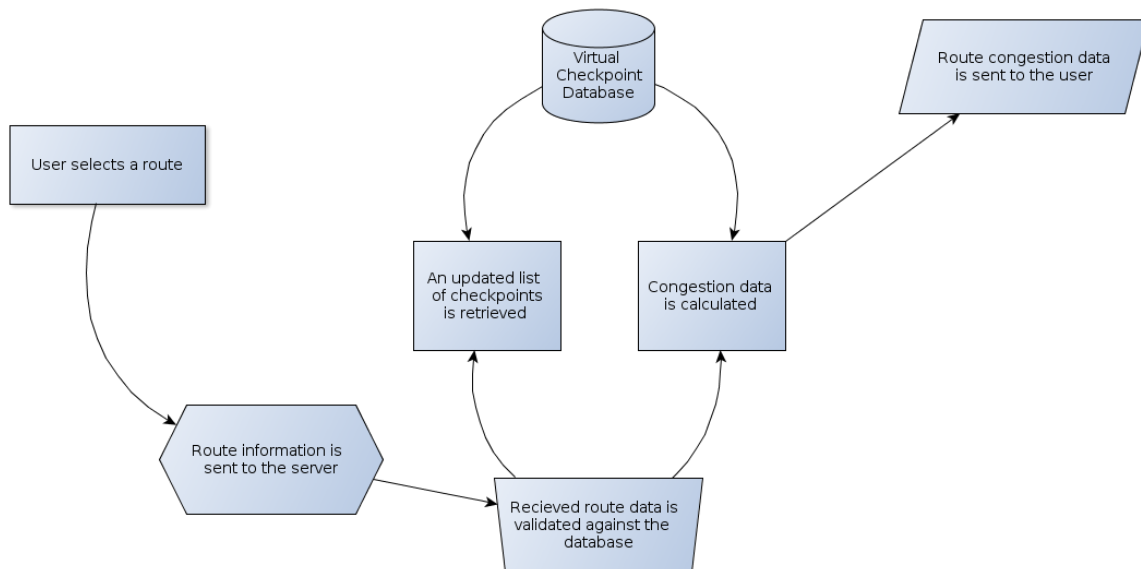 Virtual
Checkpoint
Database
Route congestion data
is sent to the user
User selects a route
An updated list
of checkpoints
is retrieved
Congestion data
is calculated
Route information is
sent to the server
Recieved route data is
validated against the
database